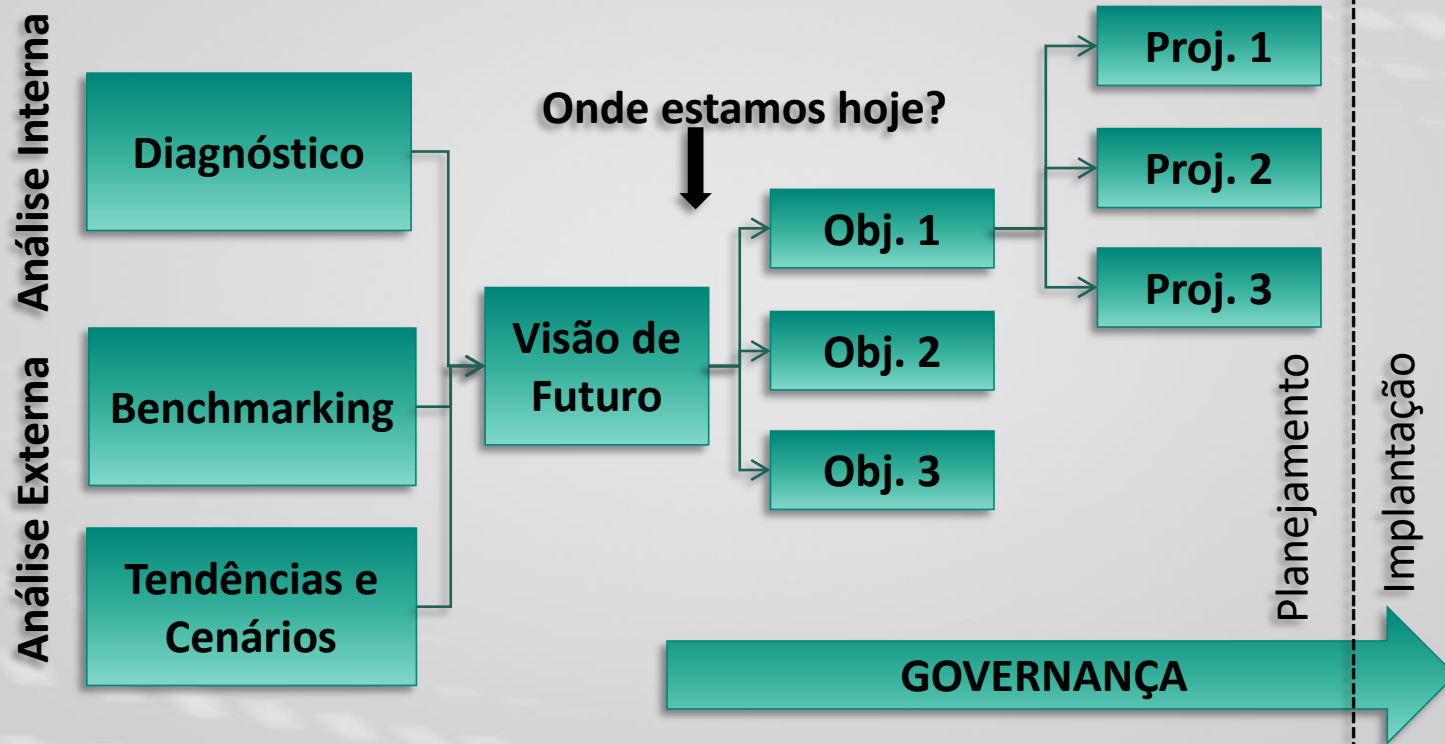 Análise Interna
Análise Externa
Diagnóstico
Benchmarking
Tendências e
Cenários
Visão de
Futuro
Onde estamos hoje?
Obj. 1
Obj. 2
Obj. 3
Proj. 1
Proj. 2
Proj. 3
Planejamento
Implantação
GOVERNANÇA